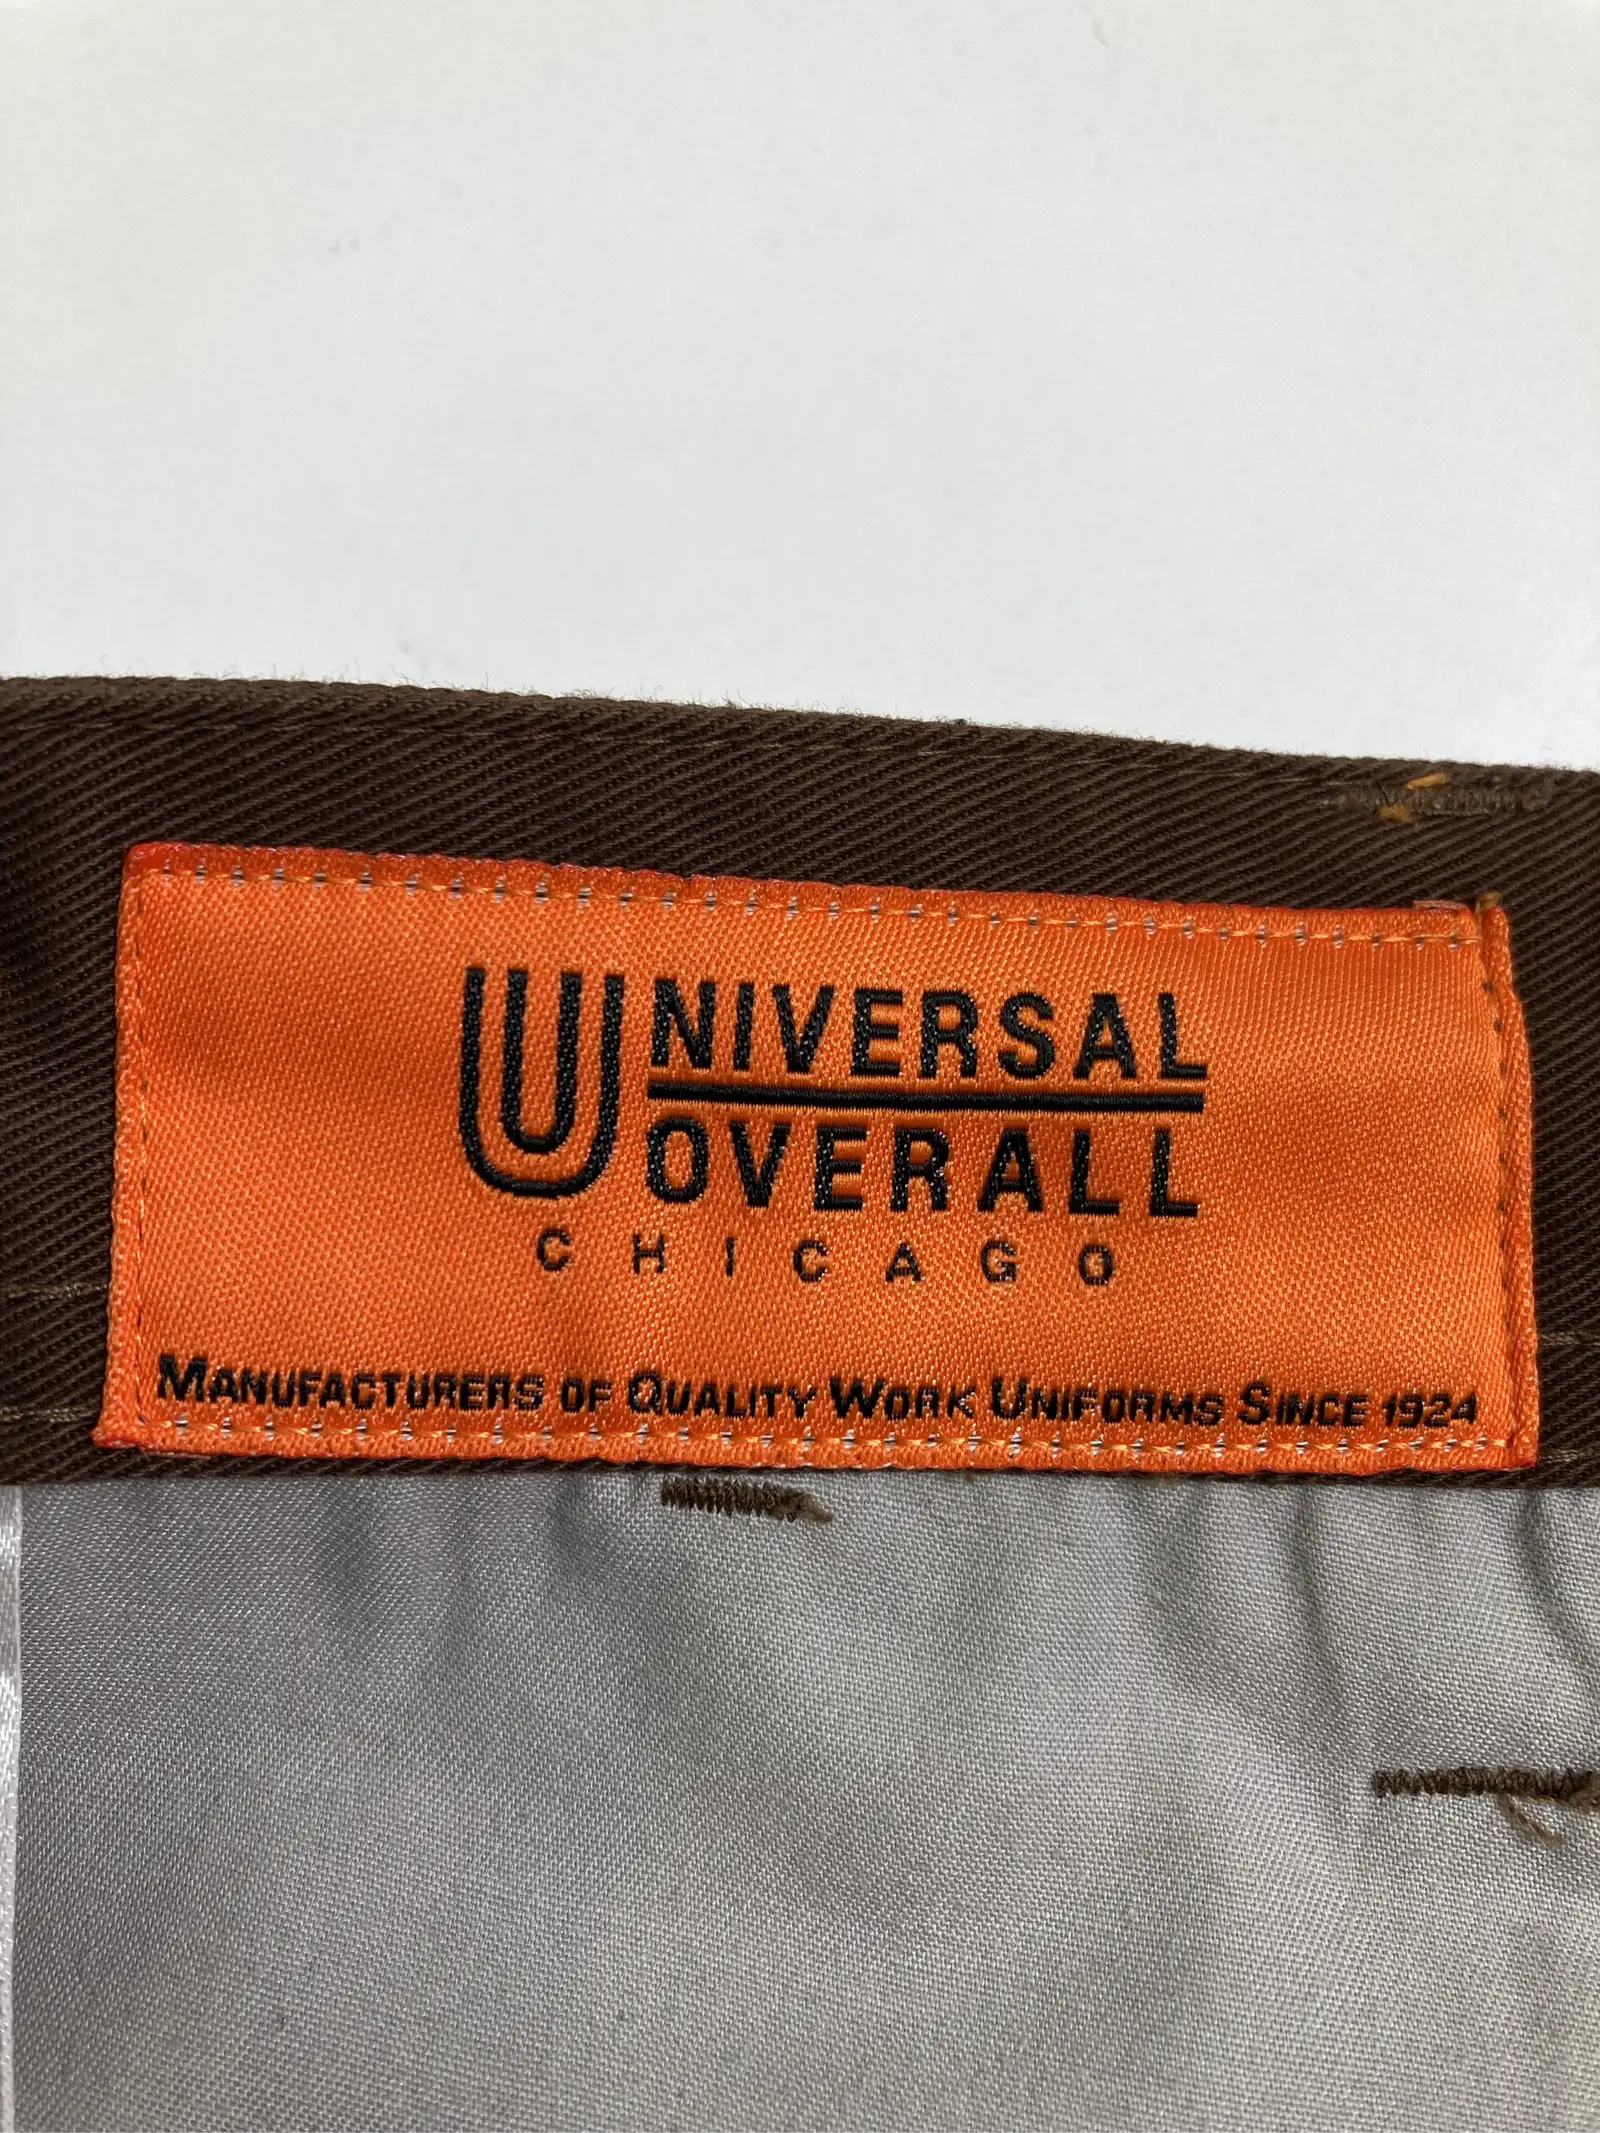 UNIVERSAL
OVERALL
CHICAGO
MANUFACTURERS OF QUALITY WORK UNIFORMS SINCE 1924